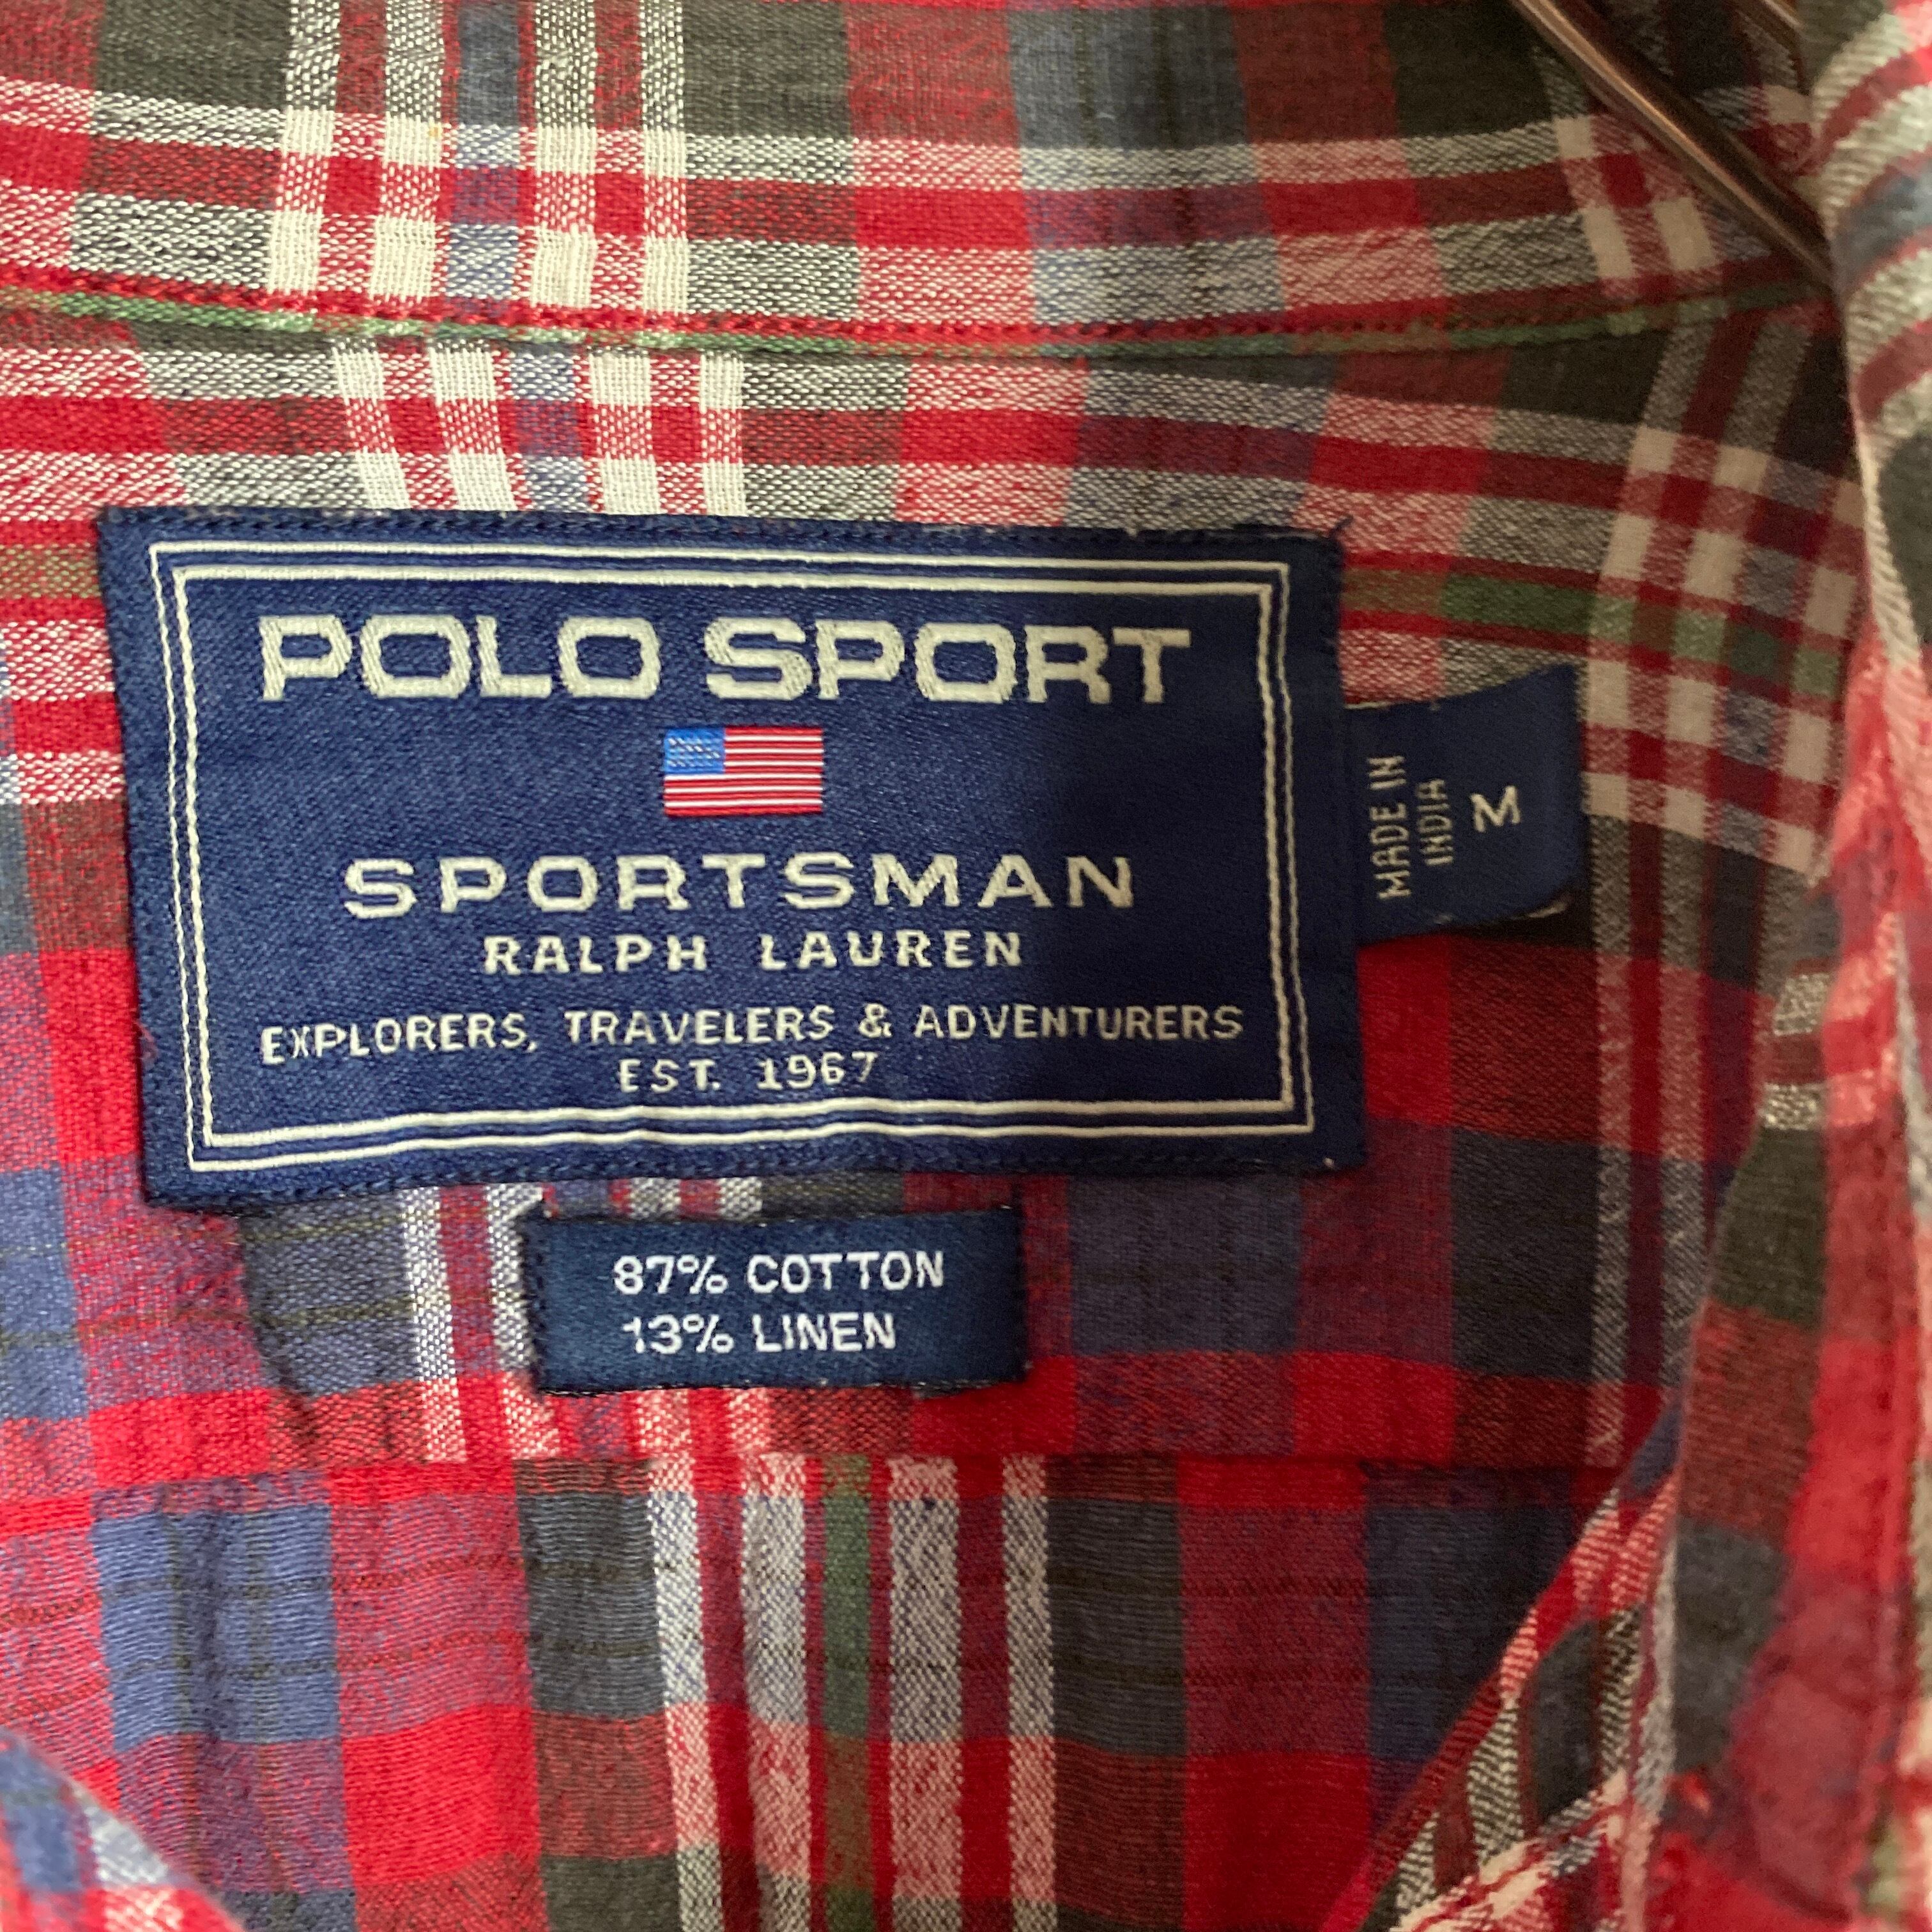 POLO SPORT
SPORTSMAN
RALPH LAUREN
EXPLORERS, TRAVELERS & ADVENTURERS
EST. 1967
MADE IN
INDIA
M
87% COTTON
13% LINEN